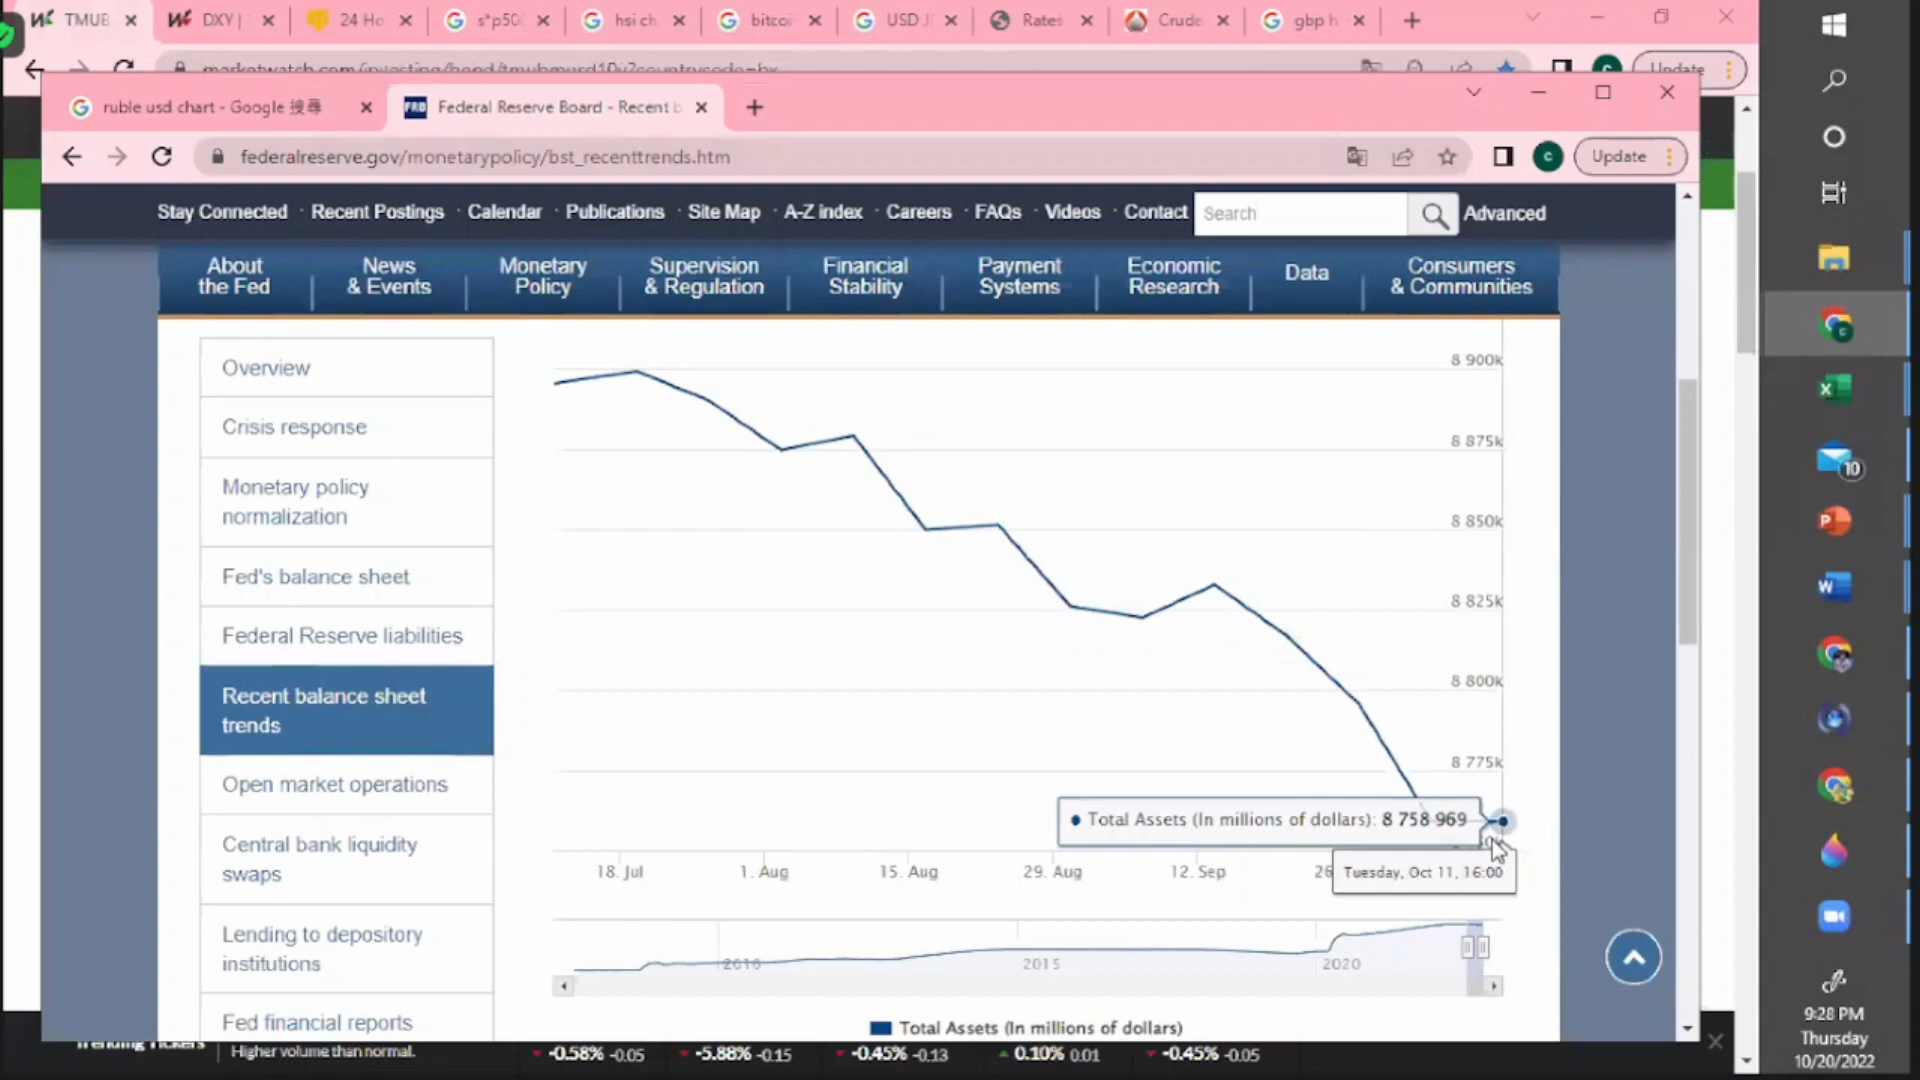 TMUB
DXY |
24 Ho
s*p500
hsi ch
bitcoi
USD J
Rates
Crude
gbp h
Update
ruble usd chart - Google 搜尋
FRB
Federal Reserve Board - Recent b
federalreserve.gov/monetarypolicy/bst_recenttrends.htm
C
Update
Stay Connected · Recent Postings · Calendar · Publications · Site Map · A-Z index · Careers · FAQs · Videos · Contact
Search
Advanced
About
the Fed
News
& Events
Monetary
Policy
Supervision
& Regulation
Financial
Stability
Payment
Systems
Economic
Research
Data
Consumers
& Communities
Overview
Crisis response
Monetary policy
normalization
Fed's balance sheet
Federal Reserve liabilities
Recent balance sheet
trends
Open market operations
Central bank liquidity
swaps
Lending to depository
institutions
Fed financial reports
8 900k
8 875k
8 850k
8 825k
8 800k
8 775k
Total Assets (In millions of dollars): 8 758 969
18. Jul
1. Aug
15. Aug
29. Aug
12. Sep
26
Tuesday, Oct 11, 16:00
2010
2015
2020
Total Assets (In millions of dollars)
Trending Tickers
Higher volume than normal.
-0.58% -0.05
-5.88% -0.15
-0.45% -0.13
0.10% 0.01
-0.45% -0.05
10
9:28 PM
Thursday
10/20/2022